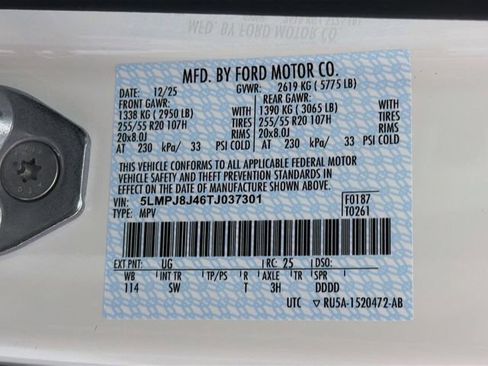 MFD. BY FORD MOTOR CO.
DATE: 12/25 GVWR: 2619 KG ( 5775 LB)
FRONT GAWR: REAR GAWR:
1338 KG ( 2950 LB) WITH 1390 KG ( 3065 LB) WITH
255/55 R20 107H TIRES 255/55 R20 107H TIRES
20x8.0J RIMS 20x8.0J RIMS
AT 230 kPa/ 33 PSI COLD AT 230 kPa/ 33 PSI COLD
THIS VEHICLE CONFORMS TO ALL APPLICABLE FEDERAL MOTOR
VEHICLE SAFETY AND THEFT PREVENTION STANDARDS IN EFFECT
ON THE DATE OF MANUFACTURE SHOWN ABOVE.
VIN: 5LMPJ8J46TJ037301 F0187
TYPE: MPV T0261
EXT PNT: UG RC: 25 DSO:
WB INT TR TP/PS R AXLE TR SPR
114 SW T 3H DDDD
UTC RU5A-1520472-AB